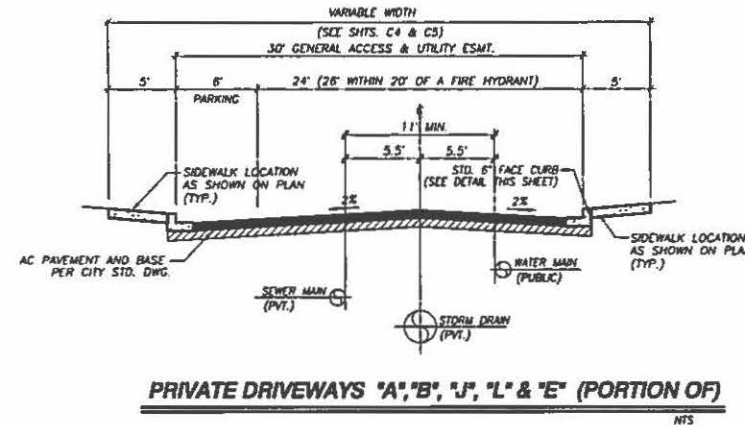 VARIABLE WIDTH
(SEE SHTS. C4 & C5)
30' GENERAL ACCESS & UTILITY ESMT.
5'
6'
24' (26' WITHIN 20' OF A FIRE HYDRANT)
5'
PARKING
11' MIN.
5.5'
5.5'
STD. 6" FACE CURB
(SEE DETAIL THIS SHEET)
SIDEWALK LOCATION
AS SHOWN ON PLAN
(TYP.)
2%
2%
SIDEWALK LOCATION
AS SHOWN ON PLAN
(TYP.)
AC PAVEMENT AND BASE
PER CITY STD. DWG.
WATER MAIN
(PUBLIC)
SEWER MAIN
(PVT.)
STORM DRAIN
(PVT.)
PRIVATE DRIVEWAYS "A","B", "J", "L" & "E" (PORTION OF)
NTS